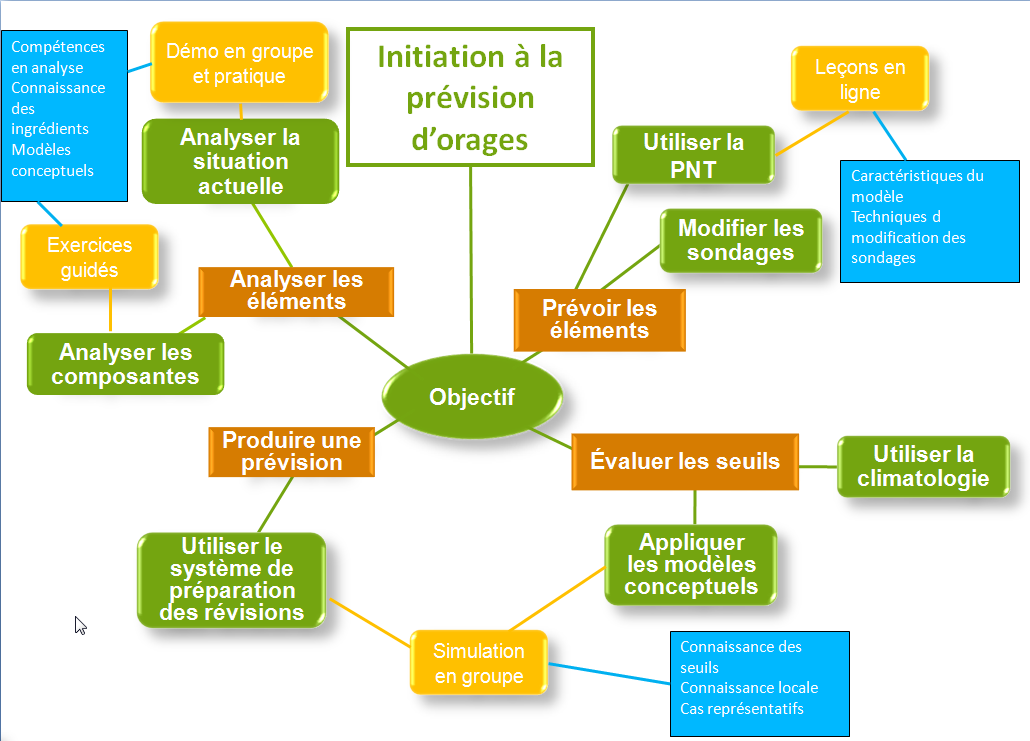 Compétences
en analyse
Connaissance
des
ingrédients
Modèles
conceptuels
Démo en groupe
et pratique
Initiation à la
prévision
d'orages
Leçons en
ligne
Analyser la
situation
actuelle
Utiliser la
PNT
Caractéristiques du
modèle
Techniques d
modification des
sondages
Modifier les
sondages
Exercices
guidés
Analyser les
éléments
Prévoir les
éléments
Analyser les
composantes
Objectif
Produire une
prévision
Évaluer les seuils
Utiliser la
climatologie
Utiliser le
système de
préparation
des révisions
Appliquer
les modèles
conceptuels
Simulation
en groupe
Connaissance des
seuils
Connaissance locale
Cas représentatifs